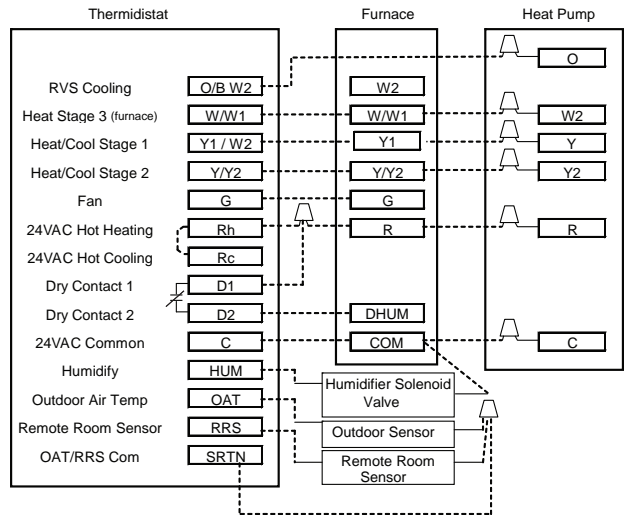 Thermidistat Furnace Heat Pump
O
RVS Cooling O/B W2 W2
Heat Stage 3 (furnace) W/W1 W/W1 W2
Heat/Cool Stage 1 Y1 / W2 Y1 Y
Heat/Cool Stage 2 Y/Y2 Y/Y2 Y2
Fan G G
24VAC Hot Heating Rh R R
24VAC Hot Cooling Rc
Dry Contact 1 D1
Dry Contact 2 D2 DHUM
24VAC Common C COM C
Humidify HUM
Humidifier Solenoid
Valve
Outdoor Air Temp OAT
Outdoor Sensor
Remote Room Sensor RRS
Remote Room
Sensor
OAT/RRS Com SRTN